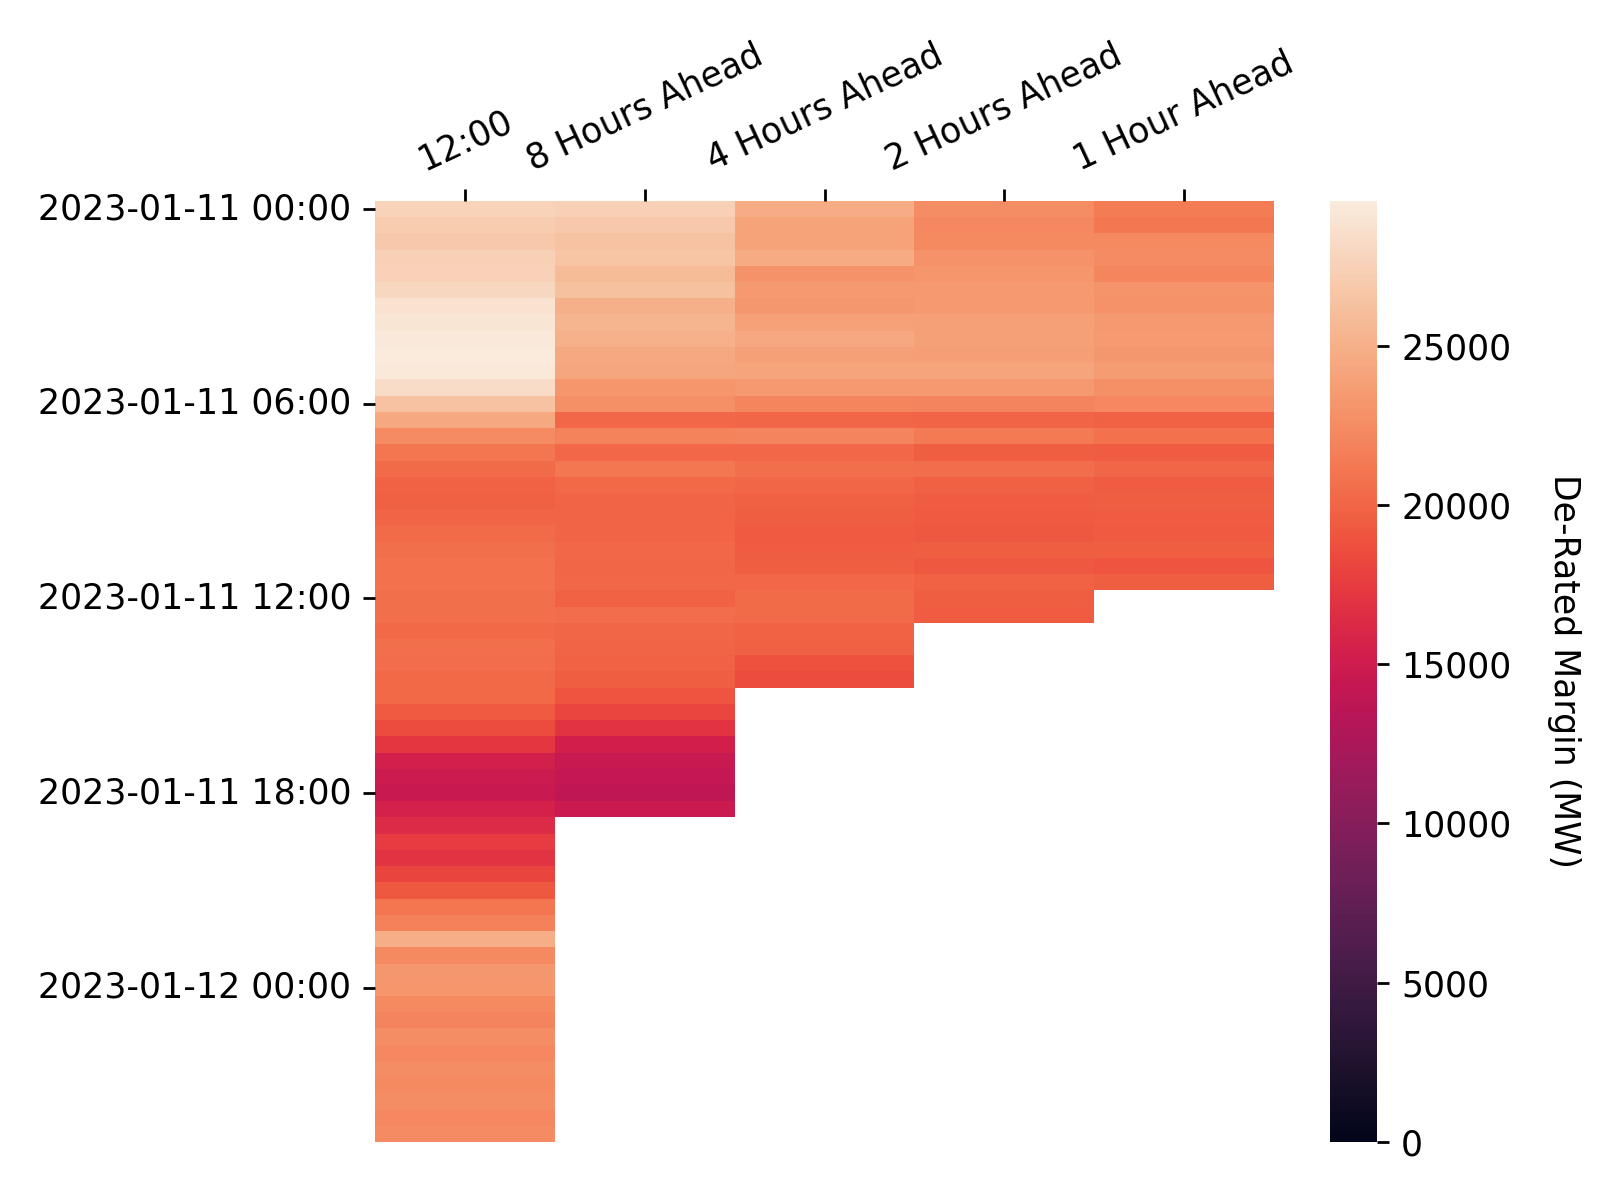 12:00
8 Hours Ahead
4 Hours Ahead
2 Hours Ahead
1 Hour Ahead
2023-01-11 00:00
2023-01-11 06:00
2023-01-11 12:00
2023-01-11 18:00
2023-01-12 00:00
25000
20000
15000
10000
5000
0
De-Rated Margin (MW)